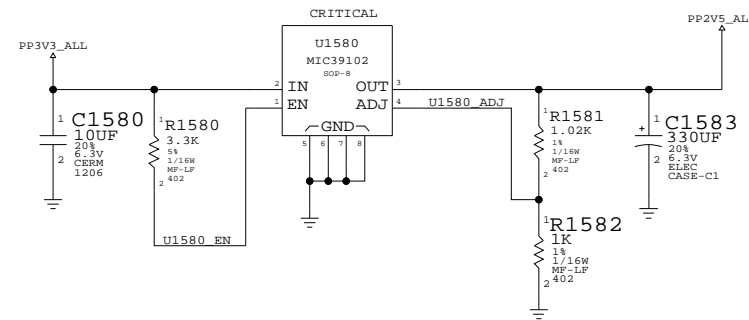 CRITICAL
PP3V3_ALL
PP2V5_AL
U1580
MIC39102
SOP-8
2 IN OUT 3
1 EN ADJ 4
U1580_ADJ
GND
5 6 7 8
1 C1580
10UF
20%
6.3V
CERM
1206
2
1 R1580
3.3K
5%
1/16W
MF-LF
402
2
U1580_EN
1 R1581
1.02K
1%
1/16W
MF-LF
402
2
1 C1583
+
330UF
20%
6.3V
ELEC
CASE-C1
2
1 R1582
1K
1%
1/16W
MF-LF
402
2